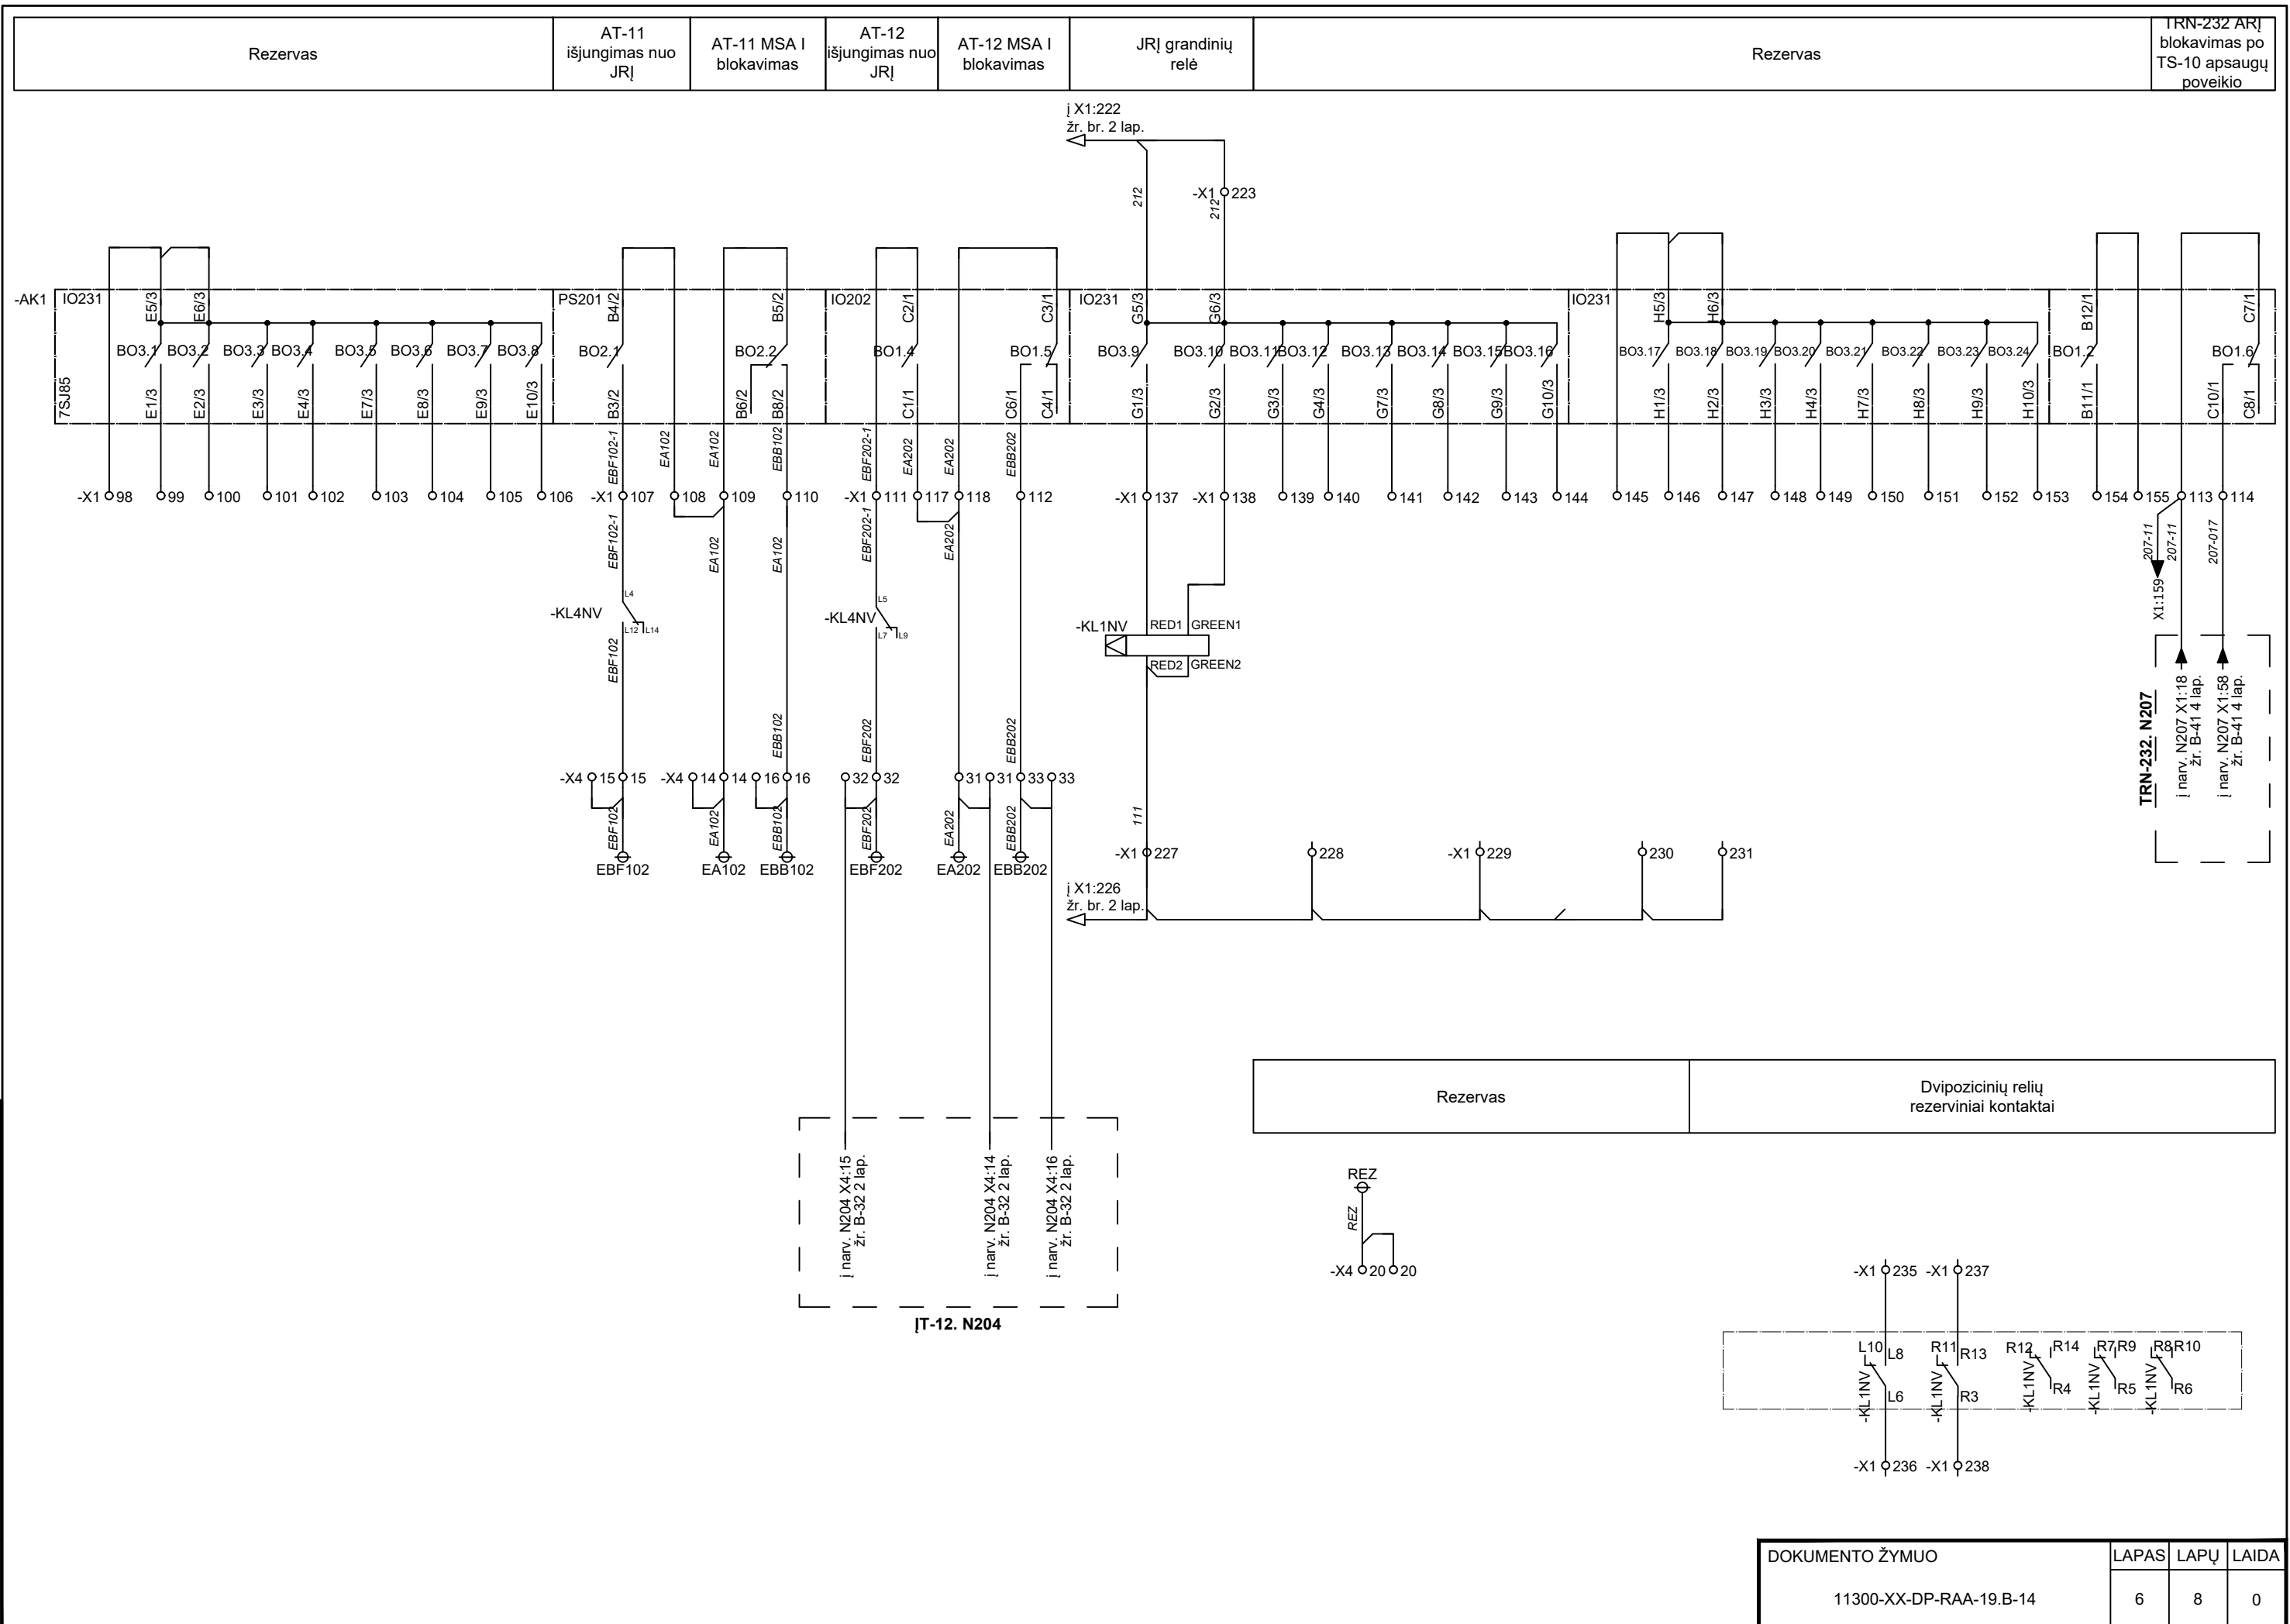 Rezervas
AT-11
išjungimas nuo
JRĮ
AT-11 MSA I
blokavimas
AT-12
išjungimas nuo
JRĮ
AT-12 MSA I
blokavimas
JRĮ grandinių
relė
Rezervas
TRN-232 ARĮ
blokavimas po
TS-10 apsaugų
poveikio
į X1:222
žr. br. 2 lap.
212
-X1 223
212
-AK1
7SJ85
IO231
E5/3 E6/3
BO3.1 BO3.2 BO3.3 BO3.4 BO3.5 BO3.6 BO3.7 BO3.8
E1/3 E2/3 E3/3 E4/3 E7/3 E8/3 E9/3 E10/3
PS201
B4/2 B5/2
BO2.1 BO2.2
B3/2 B6/2 B8/2
IO202
C2/1 C3/1
BO1.4 BO1.5
C1/1 C6/1 C4/1
IO231
G5/3 G6/3
BO3.9 BO3.10 BO3.11 BO3.12 BO3.13 BO3.14 BO3.15 BO3.16
G1/3 G2/3 G3/3 G4/3 G7/3 G8/3 G9/3 G10/3
IO231
H5/3 H6/3
BO3.17 BO3.18 BO3.19 BO3.20 BO3.21 BO3.22 BO3.23 BO3.24
H1/3 H2/3 H3/3 H4/3 H7/3 H8/3 H9/3 H10/3
B12/1 C7/1
BO1.2 BO1.6
B11/1 C10/1 C8/1
EBF102-1 EA102 EA102 EBB102 EBF202-1 EA202 EA202 EBB202
-X1 98 99 100 101 102 103 104 105 106
-X1 107 108 109 110
-X1 111 117 118 112
-X1 137 -X1 138 139 140 141 142 143 144
145 146 147 148 149 150 151 152 153 154 155 113 114
EBF102-1 EA102 EA102 EBF202-1 EA202
207-11 207-11 207-017
X1:159
-KL4NV
L4
L12 L14
EBF102
-KL4NV
L5
L7 L9
EBF202
EBB102
EBB202
-KL1NV
RED1 GREEN1
RED2 GREEN2
TRN-232. N207
į narv. N207 X1:18
žr. B-41 4 lap.
į narv. N207 X1:58
žr. B-41 4 lap.
-X4 15 15 -X4 14 14 16 16 32 32 31 31 33 33
EBF102 EA102 EBB102 EBF202 EA202 EBB202
EBF102 EA102 EBB102 EBF202 EA202 EBB202
111
-X1 227 228 -X1 229 230 231
į X1:226
žr. br. 2 lap.
į narv. N204 X4:15
žr. B-32 2 lap.
į narv. N204 X4:14
žr. B-32 2 lap.
į narv. N204 X4:16
žr. B-32 2 lap.
ĮT-12. N204
Rezervas
Dvipozicinių relių
rezerviniai kontaktai
REZ
REZ
-X4 20 20
-X1 235 -X1 237
L10 L8 R11 R13 R12 R14 R7 R9 R8 R10
-KL1NV -KL1NV -KL1NV -KL1NV -KL1NV
L6 R3 R4 R5 R6
-X1 236 -X1 238
DOKUMENTO ŽYMUO LAPAS LAPŲ LAIDA
11300-XX-DP-RAA-19.B-14 6 8 0